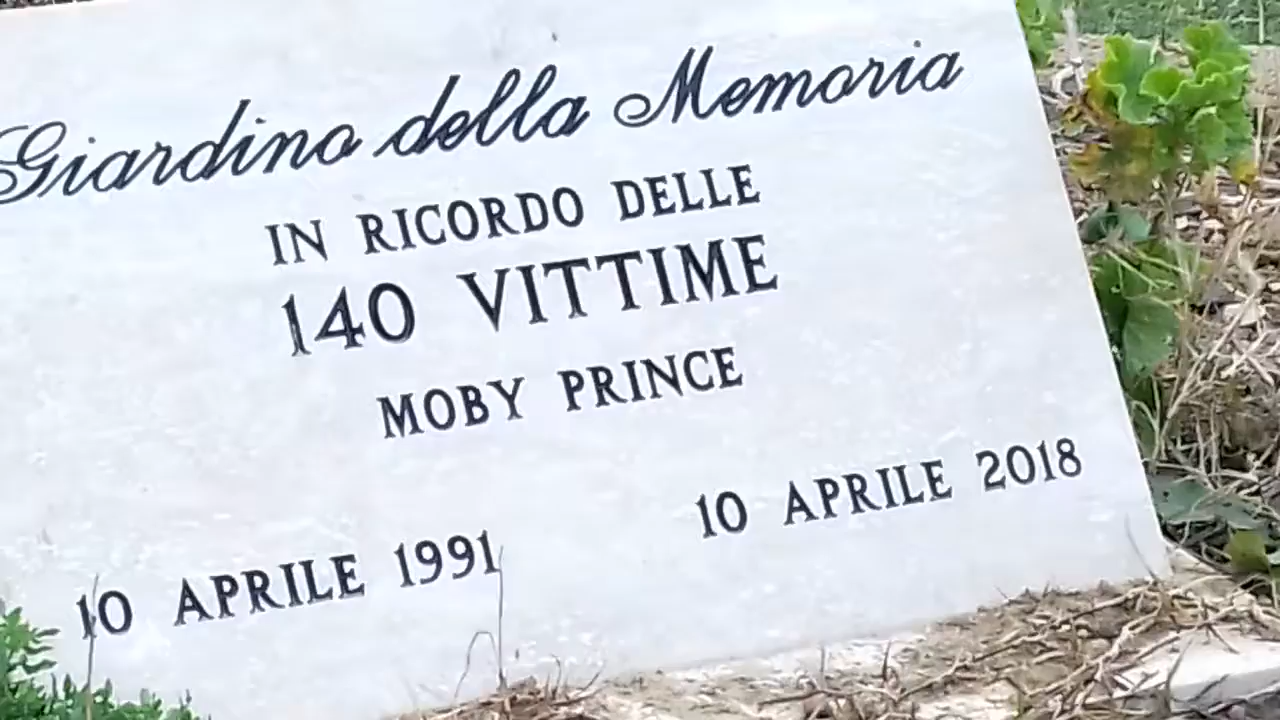 Giardino della Memoria
IN RICORDO DELLE
140 VITTIME
MOBY PRINCE
10 APRILE 1991
10 APRILE 2018